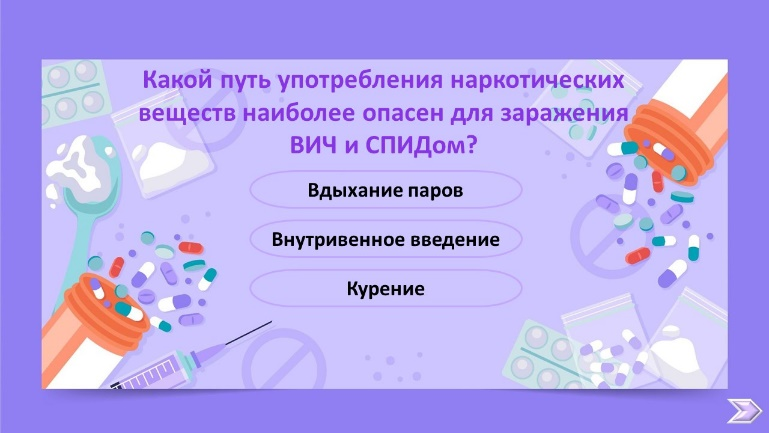 Какой путь употребления наркотических
веществ наиболее опасен для заражения
ВИЧ и СПИДом?
Вдыхание паров
Внутривенное введение
Курение